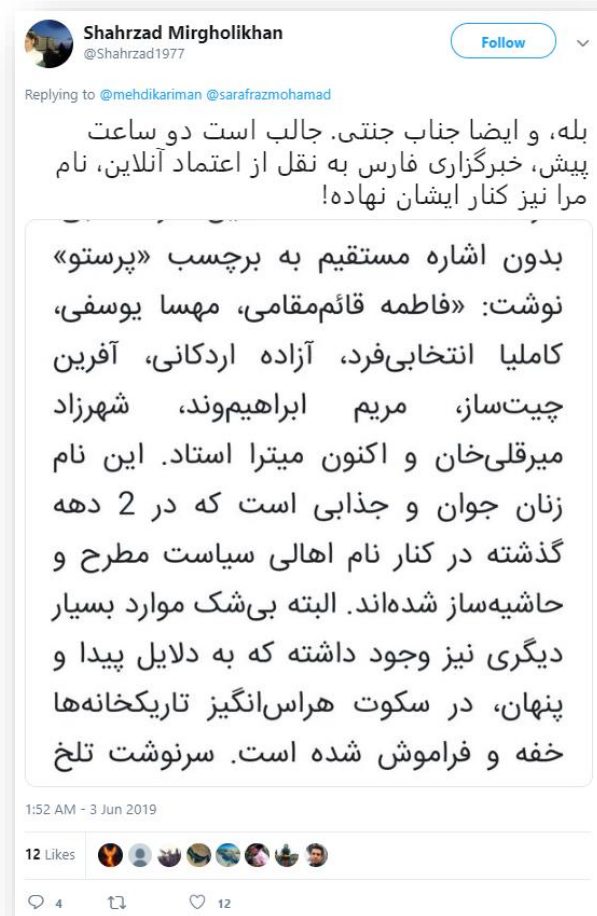 Shahrzad Mirgholikhan
@Shahrzad1977
Follow
Replying to @mehdikariman @sarafrazmohamad
بله، و ایضا جناب جنتی. جالب است دو ساعت
پیش، خبرگزاری فارس به نقل از اعتماد آنلاین، نام
مرا نیز کنار ایشان نهاده!
بدون اشاره مستقیم به برچسب «پرستو»
نوشت: «فاطمه قائم‌مقامی، مهسا یوسفی،
کاملیا انتخابی‌فرد، آزاده اردکانی، آفرین
چیت‌ساز، مریم ابراهیم‌وند، شهرزاد
میرقلی‌خان و اکنون میترا استاد. این نام
زنان جوان و جذابی است که در 2 دهه
گذشته در کنار نام اهالی سیاست مطرح و
حاشیه‌ساز شده‌اند. البته بی‌شک موارد بسیار
دیگری نیز وجود داشته که به دلایل پیدا و
پنهان، در سکوت هراس‌انگیز تاریکخانه‌ها
خفه و فراموش شده است. سرنوشت تلخ
1:52 AM - 3 Jun 2019
12 Likes
4 12